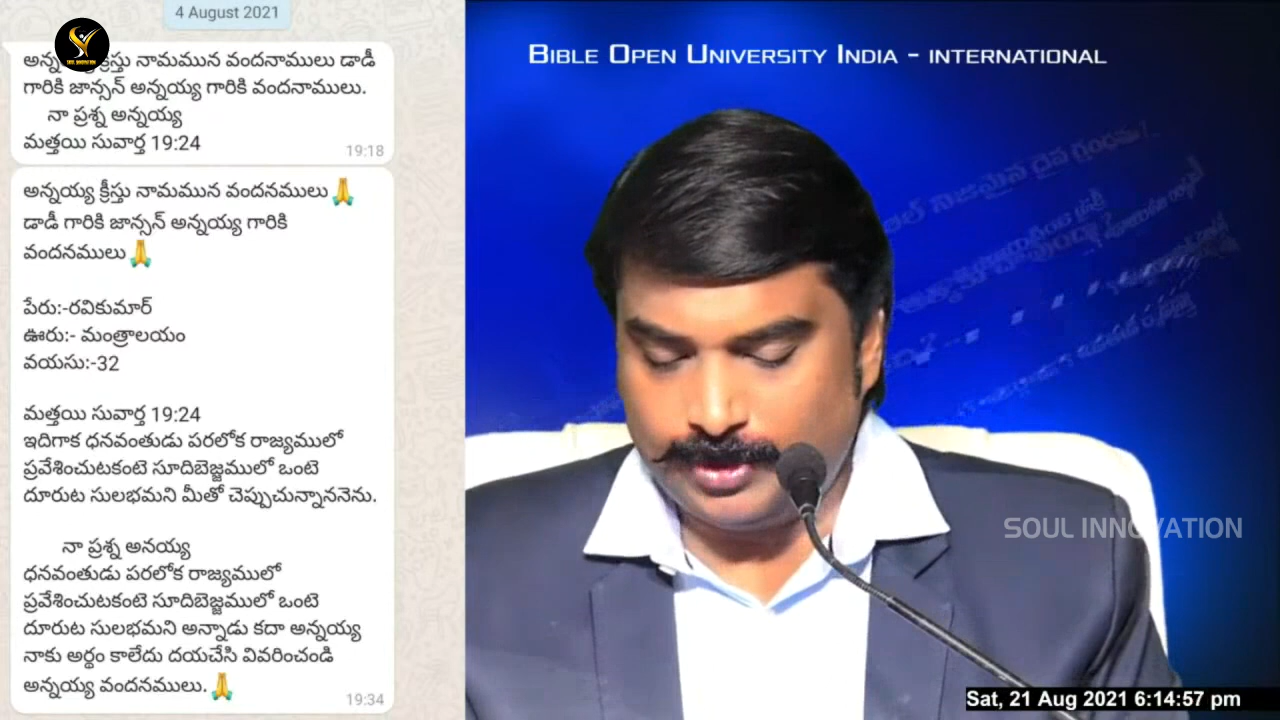 4 August 2021
అన్న క్రీస్తు నామమున వందనాములు డాడీ
గారికి జాన్సన్ అన్నయ్య గారికి వందనాములు.
నా ప్రశ్న అన్నయ్య
మత్తయి సువార్త 19:24
19:18
అన్నయ్య క్రీస్తు నామమున వందనములు🙏
డాడీ గారికి జాన్సన్ అన్నయ్య గారికి
వందనములు🙏
పేరు:-రవికుమార్
ఊరు:- మంత్రాలయం
వయసు:-32
మత్తయి సువార్త 19:24
ఇదిగాక ధనవంతుడు పరలోక రాజ్యములో
ప్రవేశించుటకంటె సూదిబెజ్జములో ఒంటె
దూరుట సులభమని మీతో చెప్పుచున్నాననెను.
నా ప్రశ్న అనయ్య
ధనవంతుడు పరలోక రాజ్యములో
ప్రవేశించుటకంటె సూదిబెజ్జములో ఒంటె
దూరుట సులభమని అన్నాడు కదా అన్నయ్య
నాకు అర్థం కాలేదు దయచేసి వివరించండి
అన్నయ్య వందనములు.🙏
19:34
BIBLE OPEN UNIVERSITY INDIA - INTERNATIONAL
నిజమైన దైవ గ్రంథము!..
SOUL INNOVATION
Sat, 21 Aug 2021 6:14:57 pm